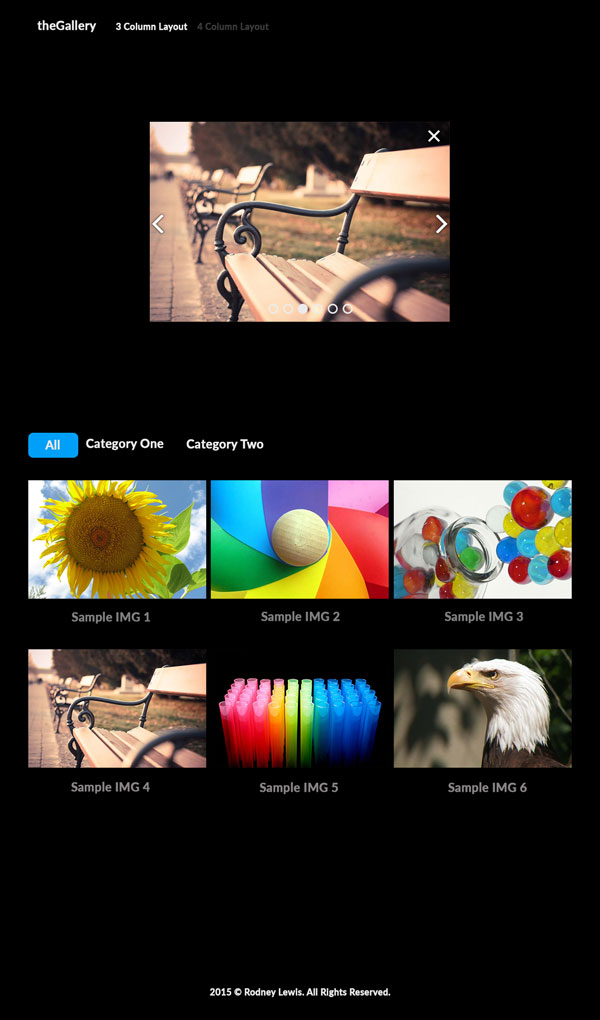 theGallery 3 Column Layout 4 Column Layout
All Category One Category Two
Sample IMG 1 Sample IMG 2 Sample IMG 3
Sample IMG 4 Sample IMG 5 Sample IMG 6
2015 © Rodney Lewis. All Rights Reserved.